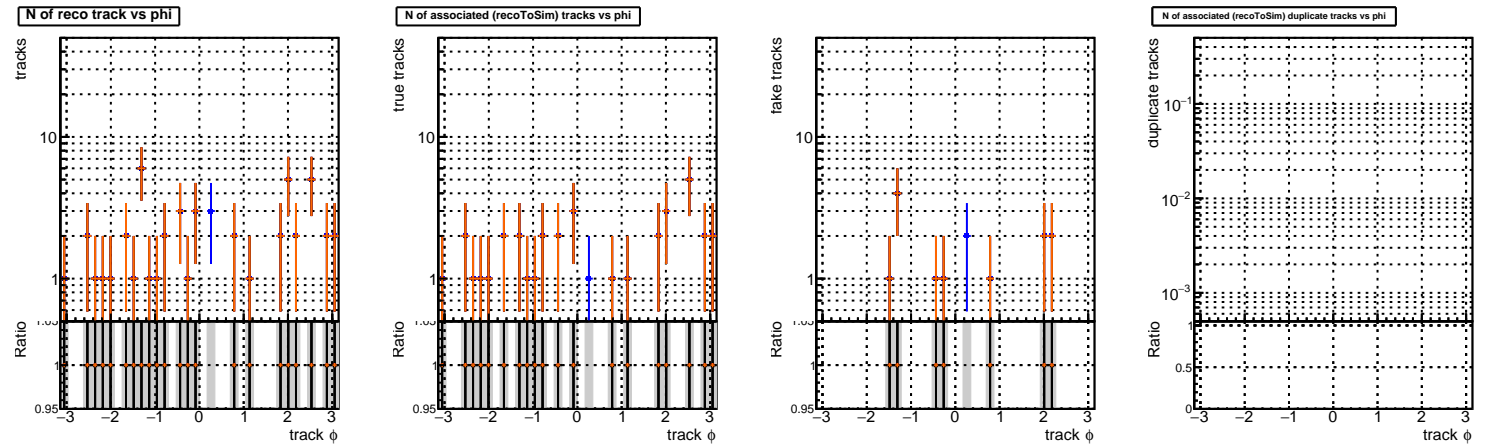 N of reco track vs phi
tracks
10
1
1.05
Ratio
1
0.95
−3 −2 −1 0 1 2 3
track ϕ
N of associated (recoToSim) tracks vs phi
true tracks
10
1
1.05
Ratio
1
0.95
−3 −2 −1 0 1 2 3
track ϕ
fake tracks
10
1
1.05
Ratio
1
0.95
−3 −2 −1 0 1 2 3
track ϕ
N of associated (recoToSim) duplicate tracks vs phi
duplicate tracks
10−1
10−2
10−3
Ratio
1
0.5
0
−3 −2 −1 0 1 2 3
track ϕ